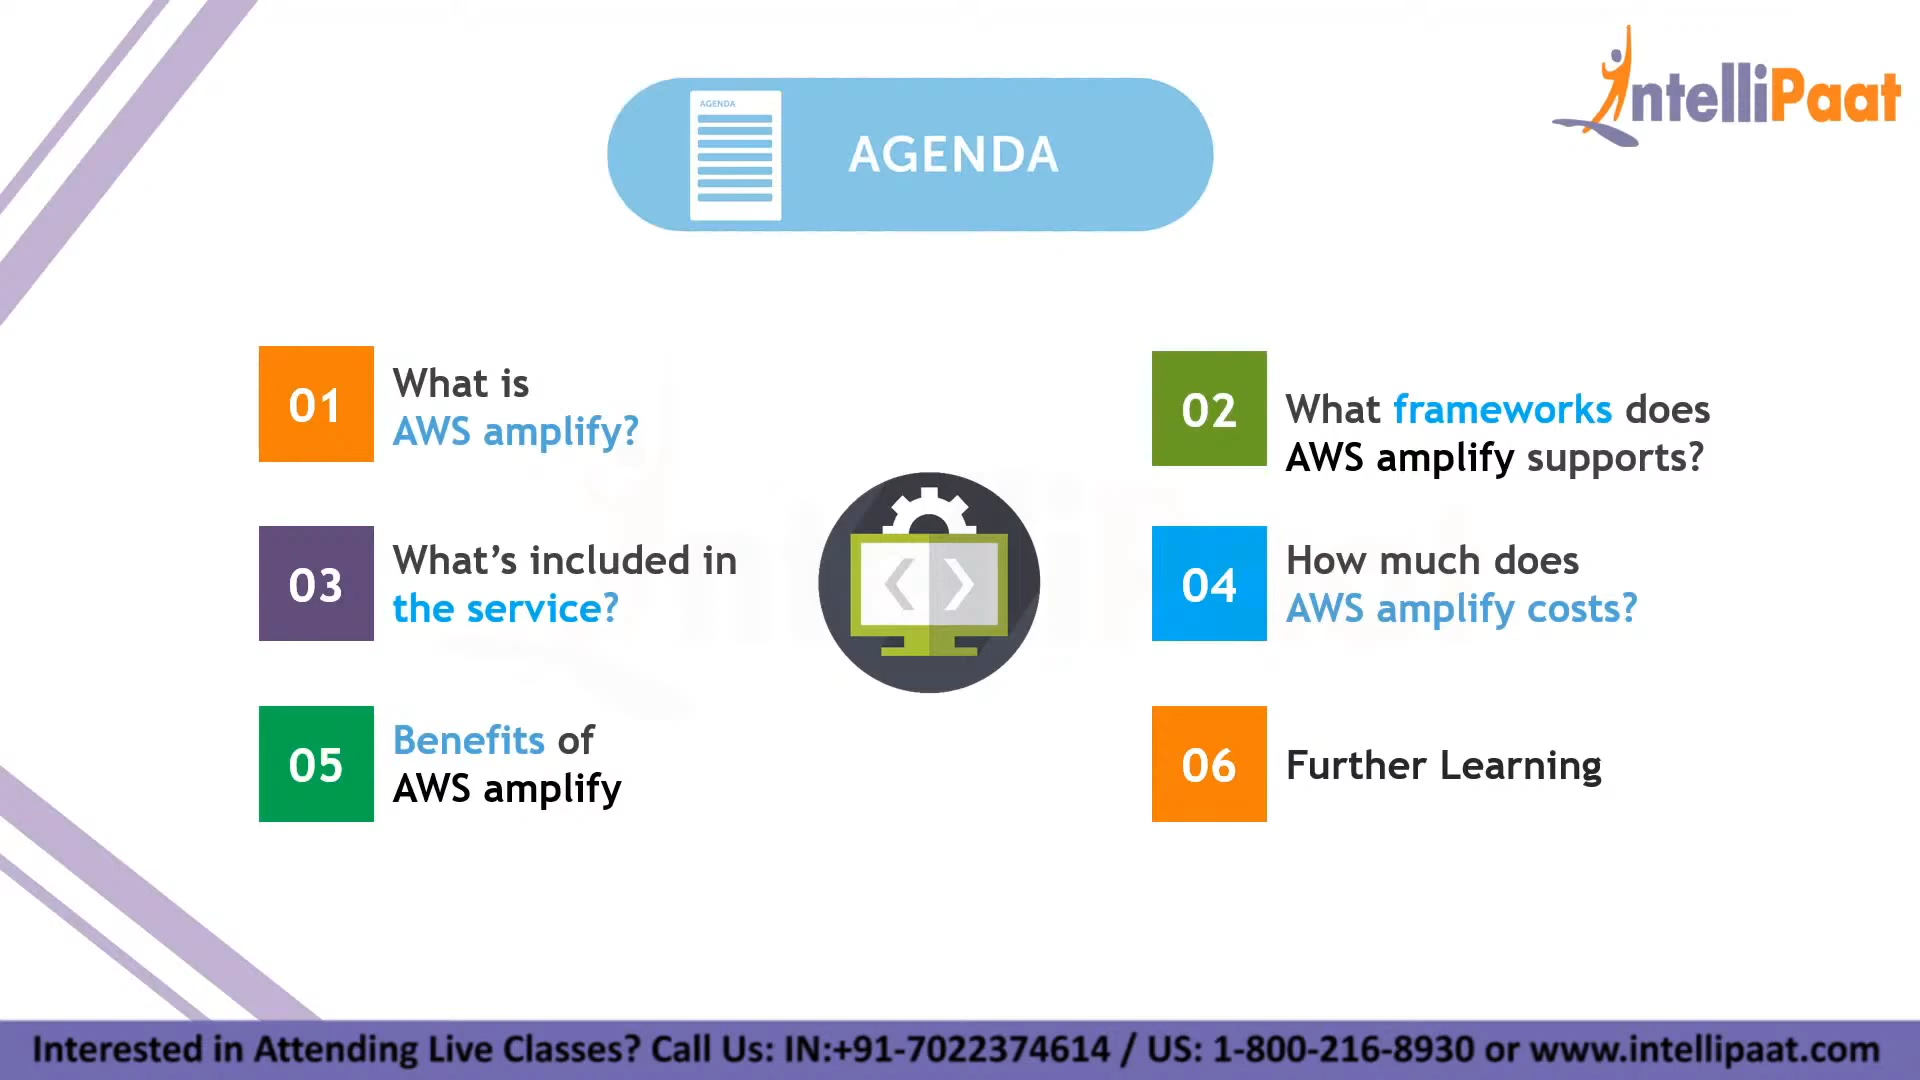 IntelliPaat
AGENDA
AGENDA
01
What is
AWS amplify?
02
What frameworks does
AWS amplify supports?
03
What’s included in
the service?
04
How much does
AWS amplify costs?
05
Benefits of
AWS amplify
06
Further Learning
Interested in Attending Live Classes? Call Us: IN:+91-7022374614 / US: 1-800-216-8930 or www.intellipaat.com